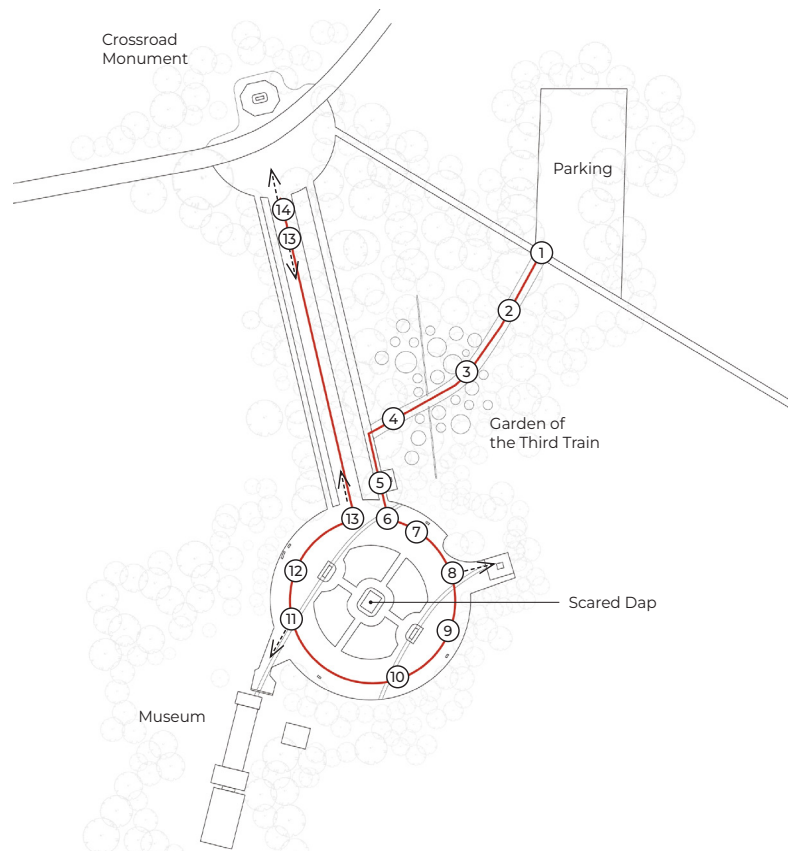 Crossroad
Monument
Parking
1
14
13
2
3
4
Garden of
the Third Train
5
13
6
7
12
8
Scared Dap
11
9
10
Museum